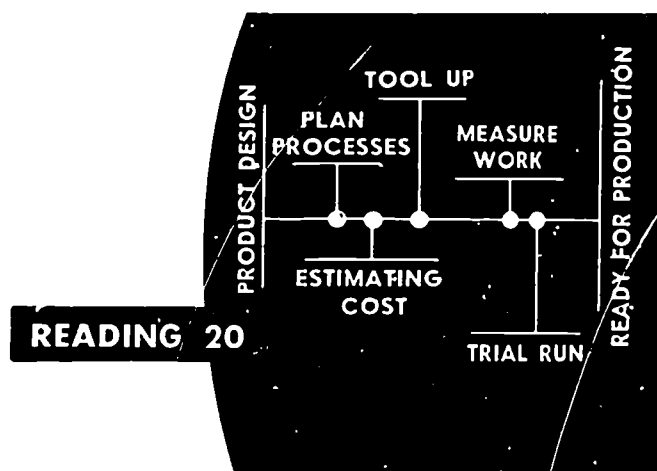 PRODUCT DESIGN
PLAN
PROCESSES
ESTIMATING
COST
TOOL UP
MEASURE
WORK
TRIAL RUN
READY FOR PRODUCTION
READING 20